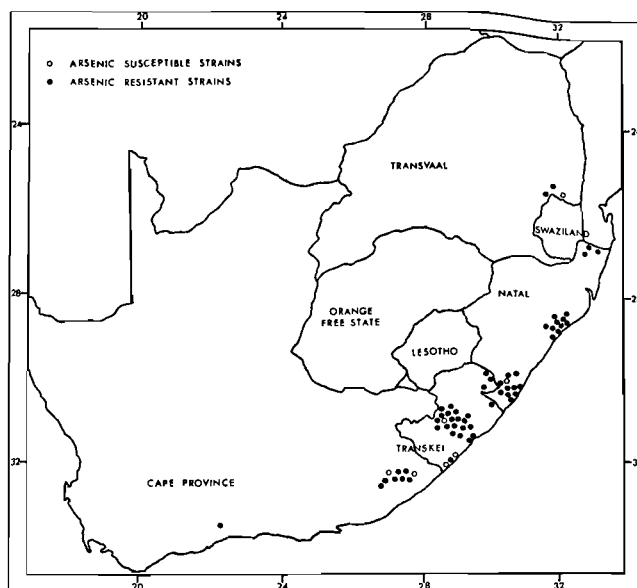 20 24 28 32
○ ARSENIC SUSCEPTIBLE STRAINS
● ARSENIC RESISTANT STRAINS
24
TRANSVAAL
SWAZILAND
28
NATAL
ORANGE
FREE STATE
LESOTHO
TRANSKEI
32
CAPE PROVINCE
20 24 28 32